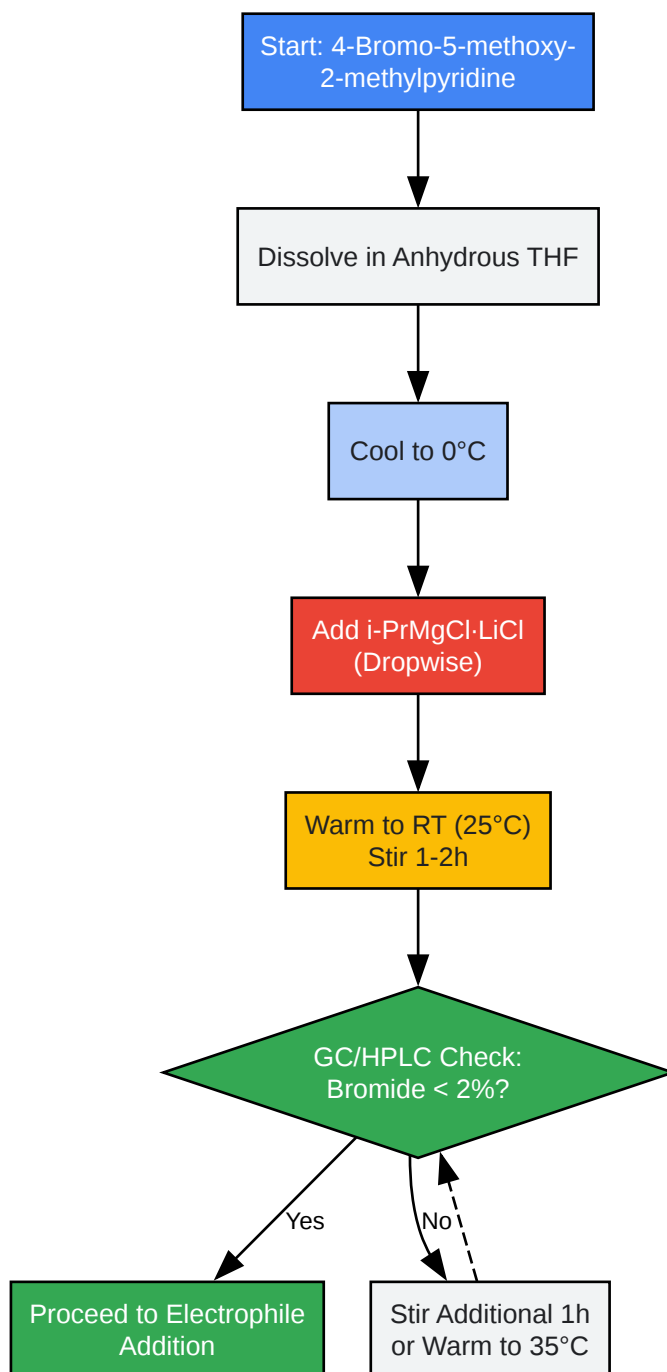 Start: 4-Bromo-5-methoxy-
2-methylpyridine
Dissolve in Anhydrous THF
Cool to 0°C
Add i-PrMgCl·LiCl
(Dropwise)
Warm to RT (25°C)
Stir 1-2h
GC/HPLC Check:
Bromide < 2%?
Yes
No
Proceed to Electrophile
Addition
Stir Additional 1h
or Warm to 35°C